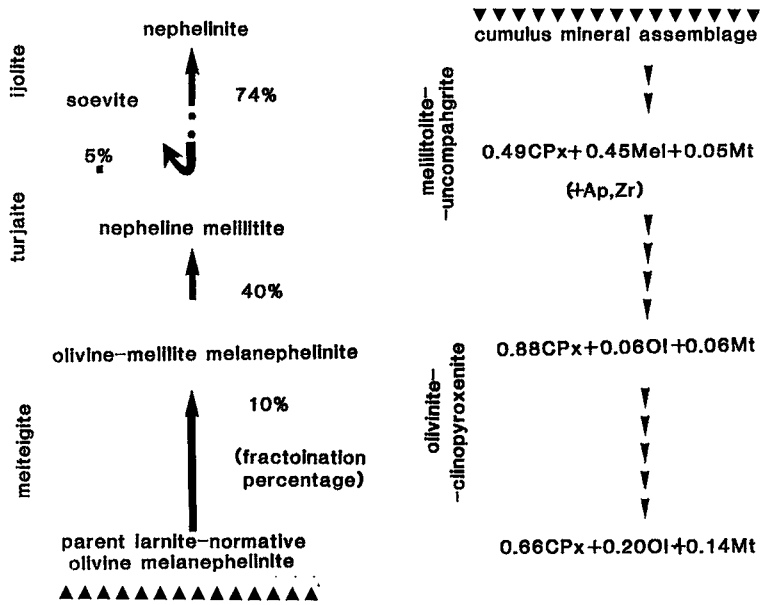 nephelinite
ijolite
soevite
74%
5%
turjaite
nepheline melilitite
40%
olivine-melilite melanephelinite
10%
melteigite
(fractoination
percentage)
parent larnite-normative
olivine melanephelinite
cumulus mineral assemblage
melilitolite-
-uncompahgrite
0.49CPx+0.45Mel+0.05Mt
(+Ap,Zr)
0.88CPx+0.06Ol+0.06Mt
olivinite-
-clinopyroxenite
0.66CPx+0.20Ol+0.14Mt